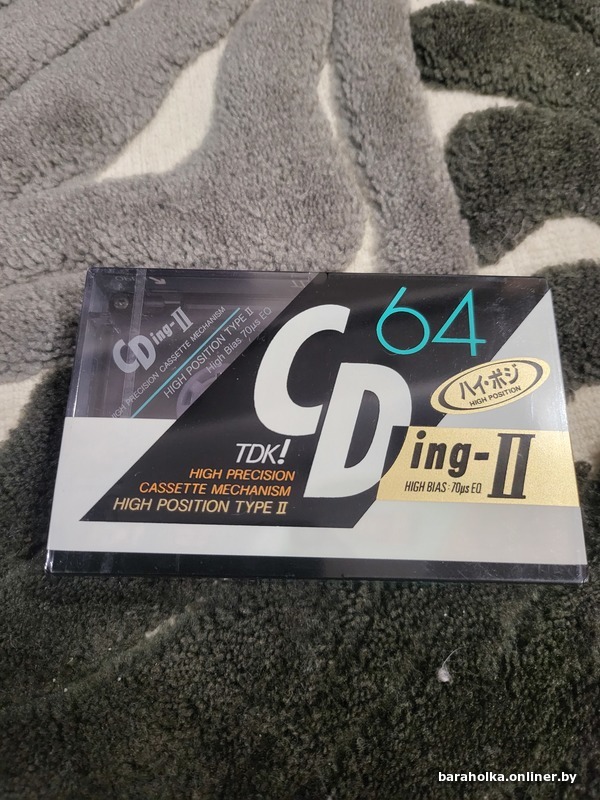 CDing-II
HIGH PRECISION CASSETTE MECHANISM
HIGH POSITION TYPE II
High Bias 70μs EQ
64
CD
ハイ・ポジ
HIGH POSITION
ing-II
HIGH BIAS:70μs EQ
TDK!
HIGH PRECISION
CASSETTE MECHANISM
HIGH POSITION TYPE II
baraholka.onliner.by